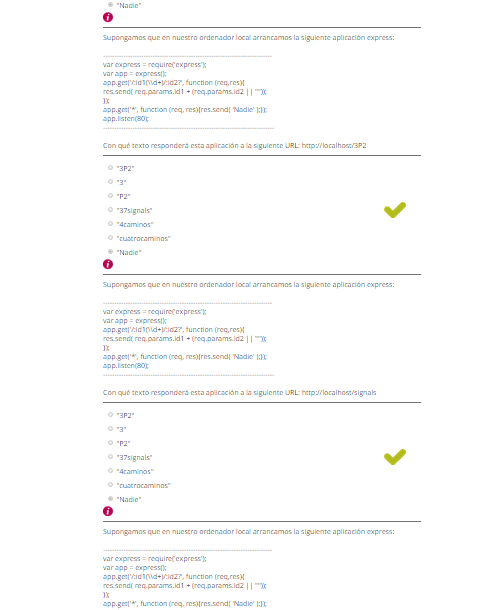 "Nadie"
i
Supongamos que en nuestro ordenador local arrancamos la siguiente aplicación express:
------------------------------------------------------------
var express = require('express');
var app = express();
app.get('/:id1(\\d+)/:id2?', function (req,res){
res.send( req.params.id1 + (req.params.id2 || ""));
});
app.get('*', function (req, res){res.send( 'Nadie' );});
app.listen(80);
------------------------------------------------------------
Con qué texto responderá esta aplicación a la siguiente URL: http://localhost/3P2
"3P2"
"3"
"P2"
"37signals"
"4caminos"
"cuatrocaminos"
"Nadie"
i
Supongamos que en nuestro ordenador local arrancamos la siguiente aplicación express:
------------------------------------------------------------
var express = require('express');
var app = express();
app.get('/:id1(\\d+)/:id2?', function (req,res){
res.send( req.params.id1 + (req.params.id2 || ""));
});
app.get('*', function (req, res){res.send( 'Nadie' );});
app.listen(80);
------------------------------------------------------------
Con qué texto responderá esta aplicación a la siguiente URL: http://localhost/signals
"3P2"
"3"
"P2"
"37signals"
"4caminos"
"cuatrocaminos"
"Nadie"
i
Supongamos que en nuestro ordenador local arrancamos la siguiente aplicación express:
------------------------------------------------------------
var express = require('express');
var app = express();
app.get('/:id1(\\d+)/:id2?', function (req,res){
res.send( req.params.id1 + (req.params.id2 || ""));
});
app.get('*', function (req, res){res.send( 'Nadie' );});